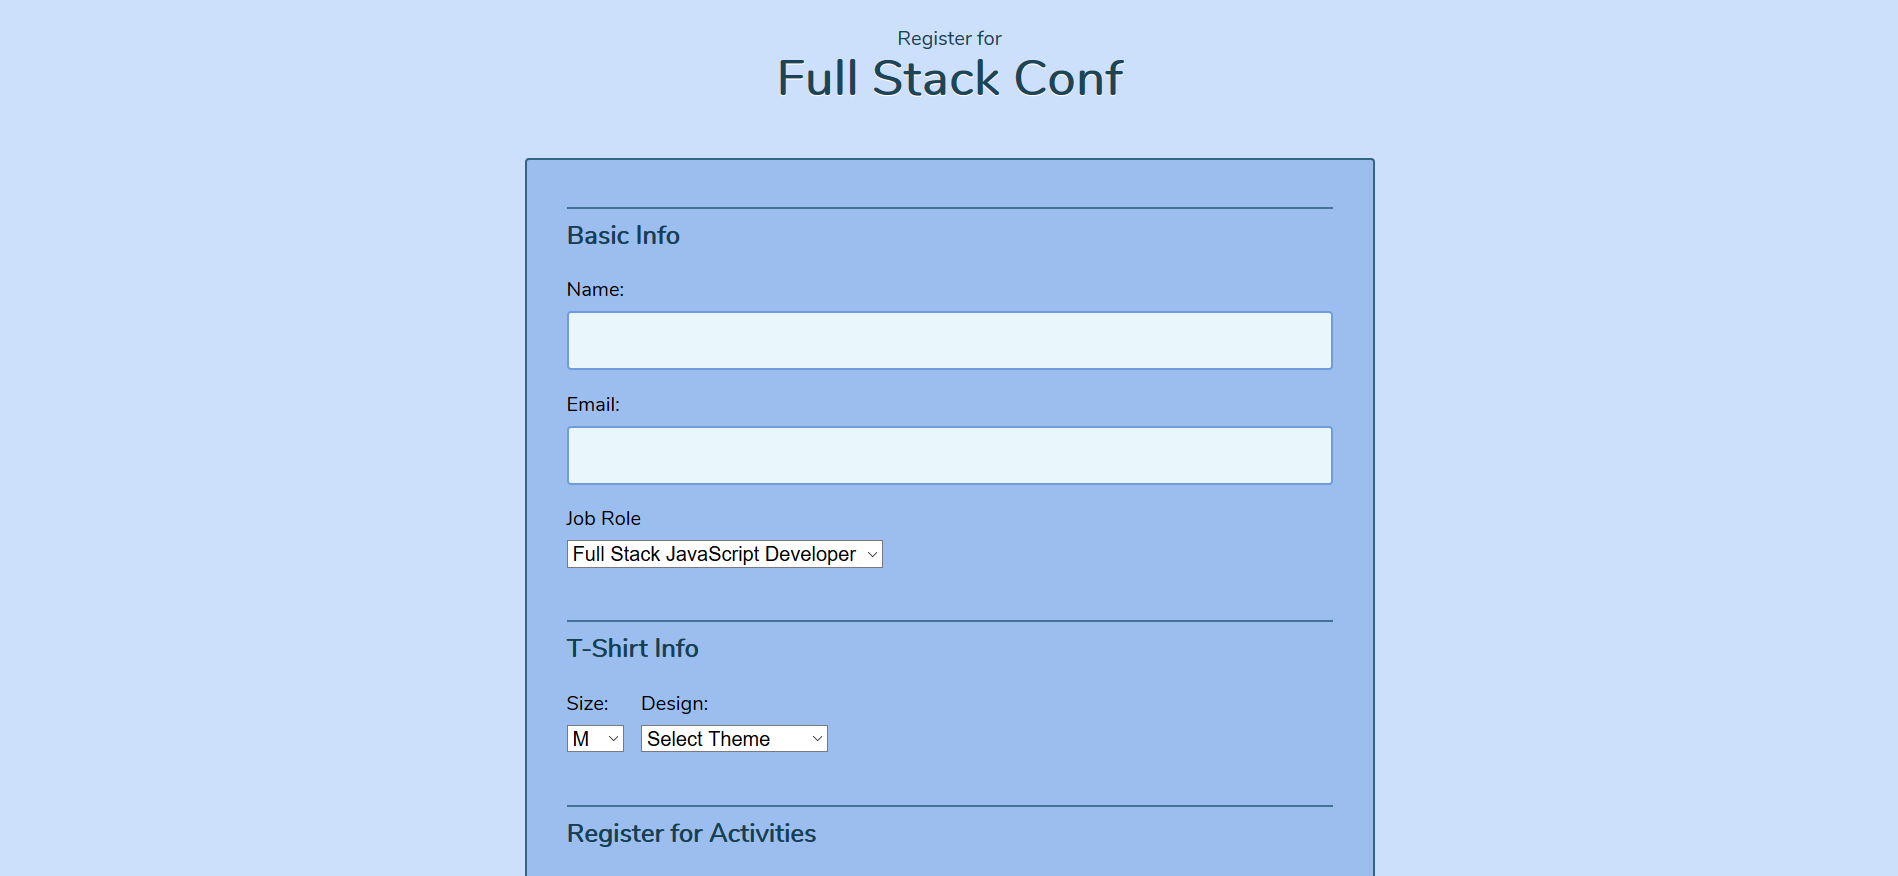 Register for
Full Stack Conf
Basic Info
Name:
Email:
Job Role
Full Stack JavaScript Developer
T-Shirt Info
Size: Design:
M Select Theme
Register for Activities